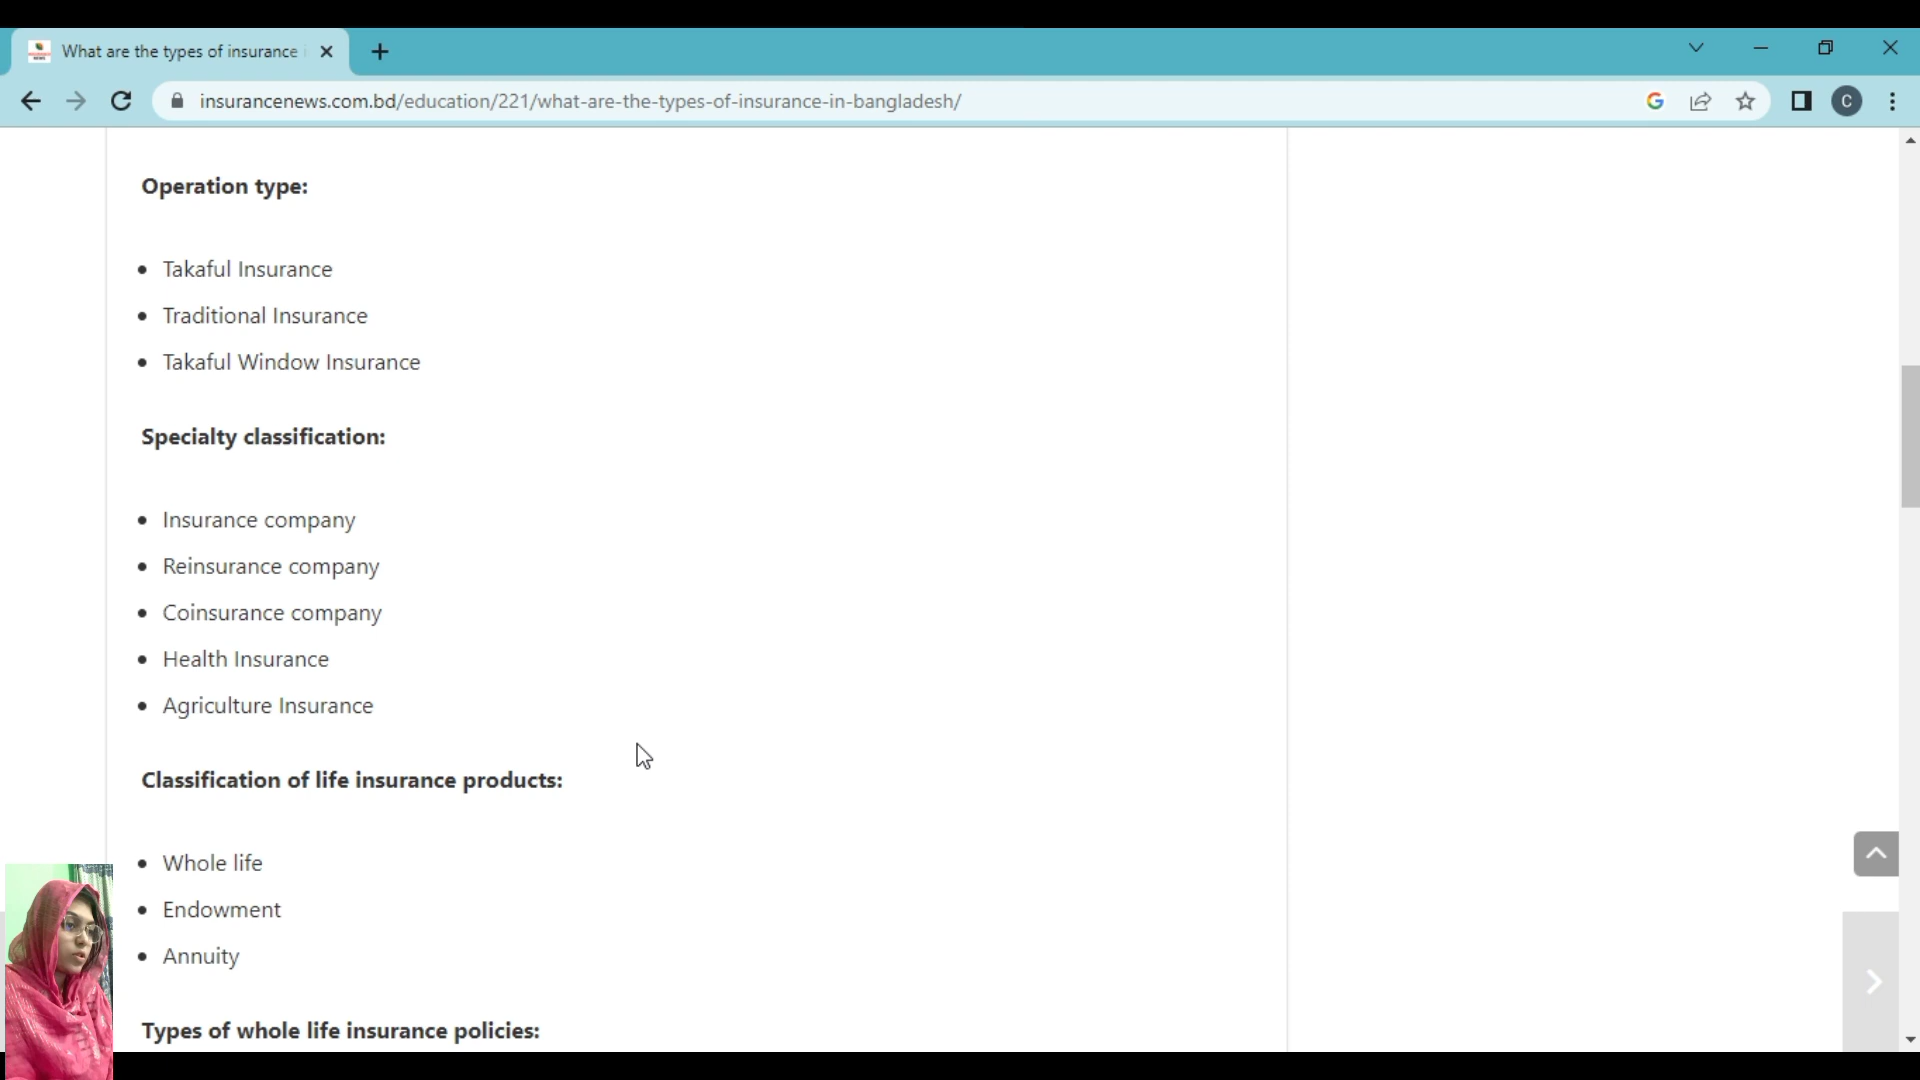 What are the types of insurance
insurancenews.com.bd/education/221/what-are-the-types-of-insurance-in-bangladesh/
C
Operation type:
Takaful Insurance
Traditional Insurance
Takaful Window Insurance
Specialty classification:
Insurance company
Reinsurance company
Coinsurance company
Health Insurance
Agriculture Insurance
Classification of life insurance products:
Whole life
Endowment
Annuity
Types of whole life insurance policies: